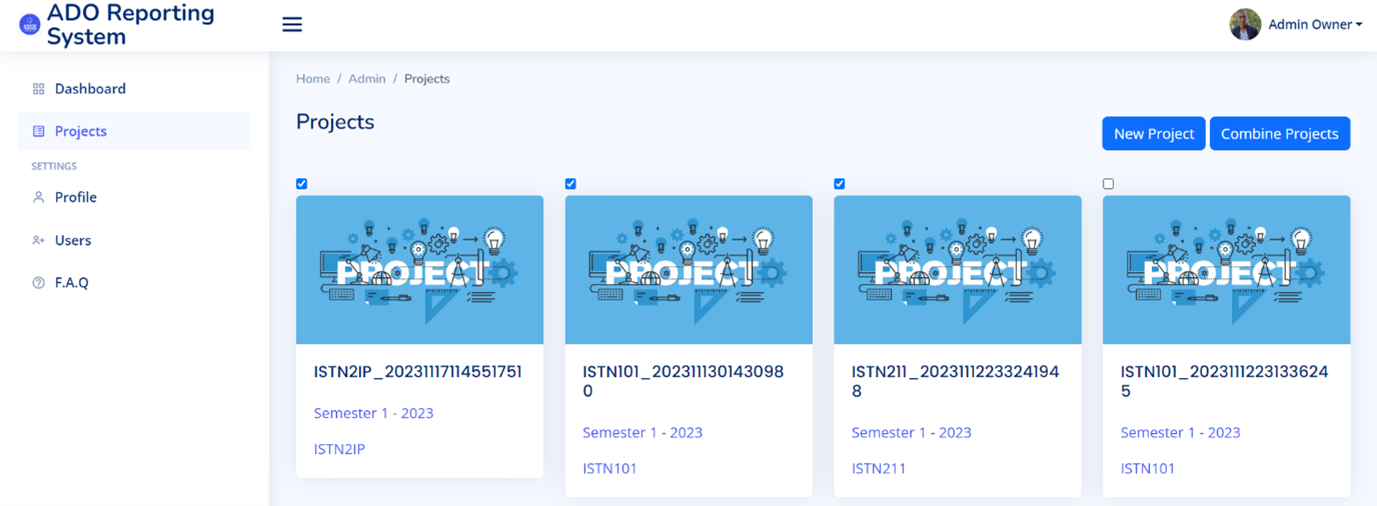 ADO Reporting
System
Admin Owner
Dashboard
Projects
SETTINGS
Profile
Users
F.A.Q
Home / Admin / Projects
Projects
New Project
Combine Projects
PROJECT
ISTN2IP_20231117114551751
Semester 1 - 2023
ISTN2IP
PROJECT
ISTN101_202311130143098
0
Semester 1 - 2023
ISTN101
PROJECT
ISTN211_2023111223324194
8
Semester 1 - 2023
ISTN211
PROJECT
ISTN101_2023111223133624
5
Semester 1 - 2023
ISTN101